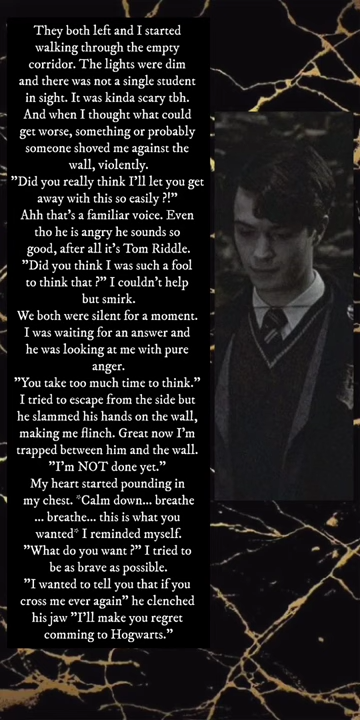 They both left and I started
walking through the empty
corridor. The lights were dim
and there was not a single student
in sight. It was kinda scary tbh.
And when I thought what could
get worse, something or probably
someone shoved me against the
wall, violently.
"Did you really think I'll let you get
away with this so easily ?!"
Ahh that's a familiar voice. Even
tho he is angry he sounds so
good, after all it's Tom Riddle.
"Did you think I was such a fool
to think that ?" I couldn't help
but smirk.
We both were silent for a moment.
I was waiting for an answer and
he was looking at me with pure
anger.
"You take too much time to think."
I tried to escape from the side but
he slammed his hands on the wall,
making me flinch. Great now I'm
trapped between him and the wall.
"I'm NOT done yet."
My heart started pounding in
my chest. *Calm down... breathe
... breathe... this is what you
wanted* I reminded myself.
"What do you want ?" I tried to
be as brave as possible.
"I wanted to tell you that if you
cross me ever again" he clenched
his jaw "I'll make you regret
comming to Hogwarts."